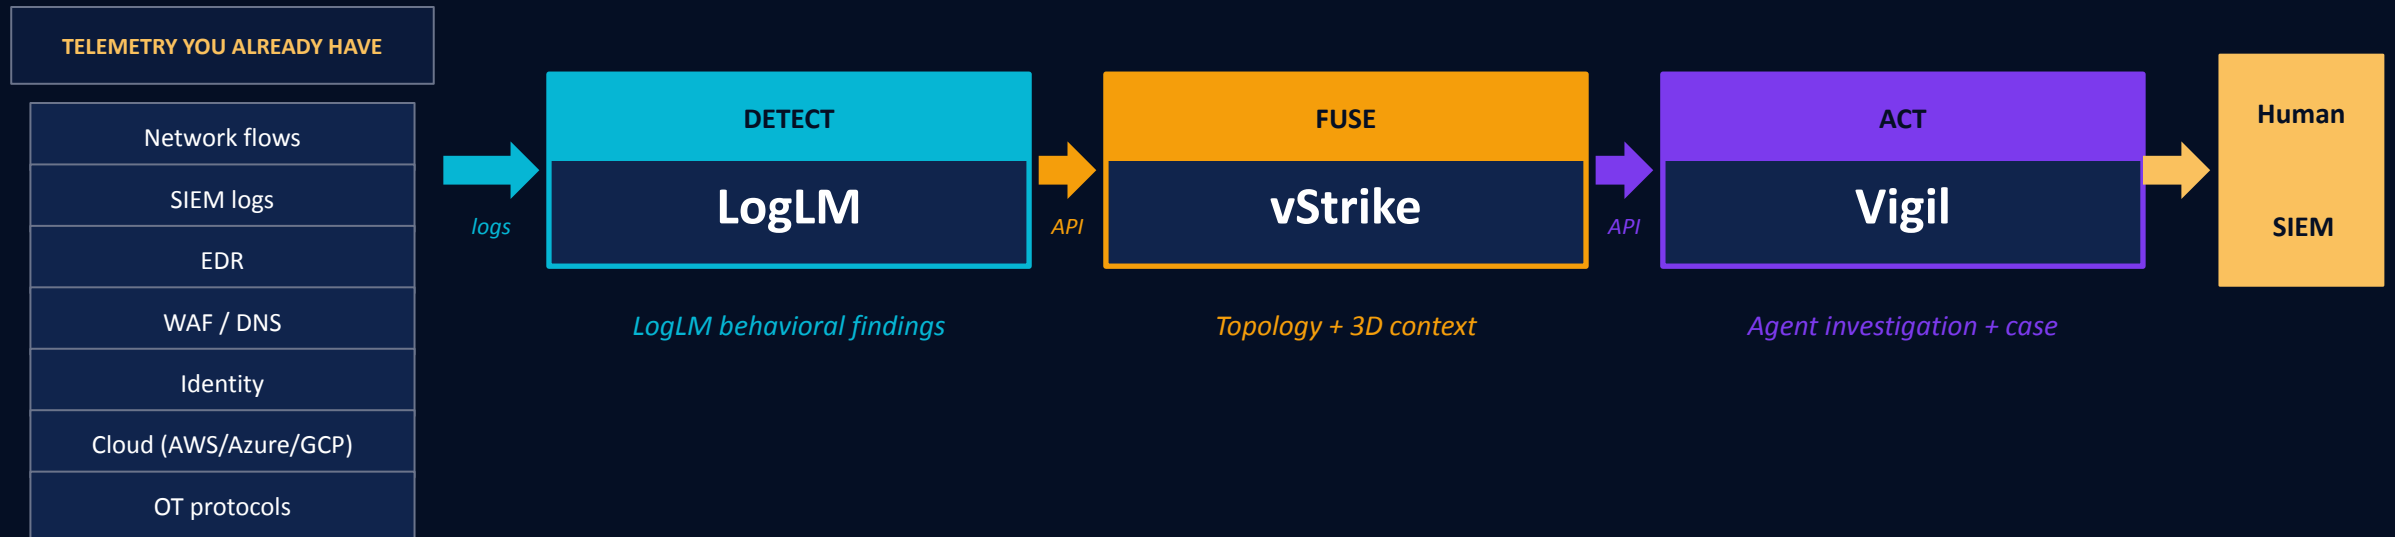 TELEMETRY YOU ALREADY HAVE
Network flows
SIEM logs
EDR
WAF / DNS
Identity
Cloud (AWS/Azure/GCP)
OT protocols
logs
DETECT
LogLM
LogLM behavioral findings
API
FUSE
vStrike
Topology + 3D context
API
ACT
Vigil
Agent investigation + case
Human
SIEM